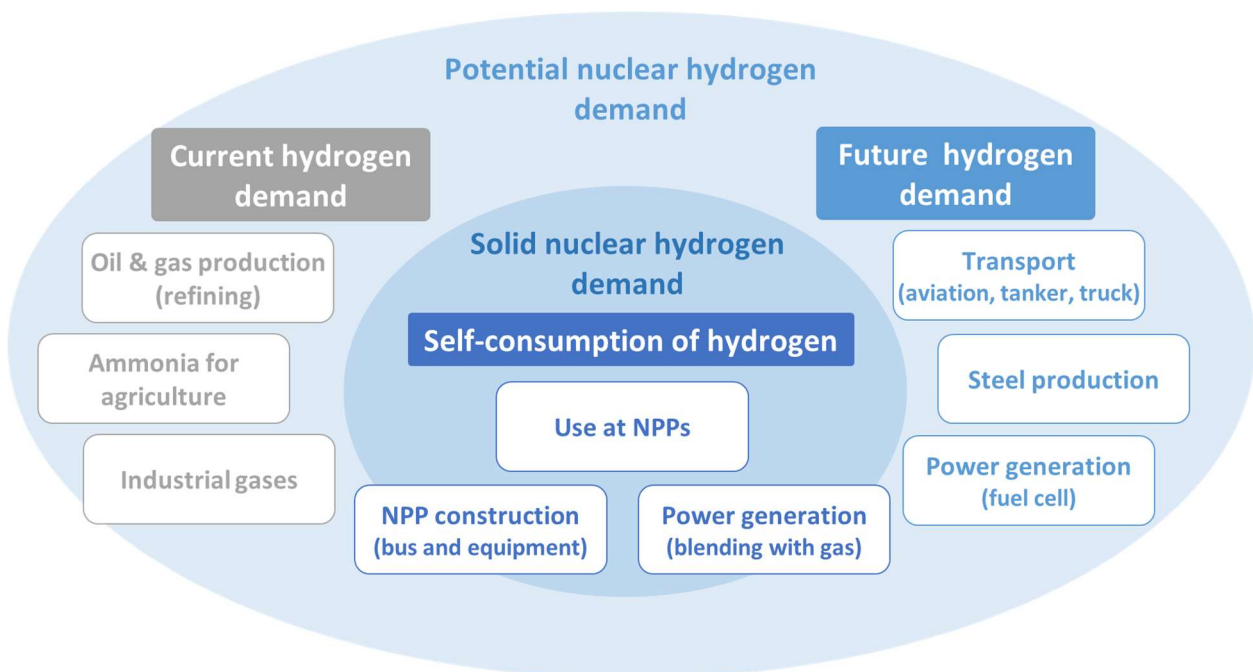 Potential nuclear hydrogen
demand
Current hydrogen
demand
Oil & gas production
(refining)
Ammonia for
agriculture
Industrial gases
Solid nuclear hydrogen
demand
Self-consumption of hydrogen
Use at NPPs
NPP construction
(bus and equipment)
Power generation
(blending with gas)
Future hydrogen
demand
Transport
(aviation, tanker, truck)
Steel production
Power generation
(fuel cell)